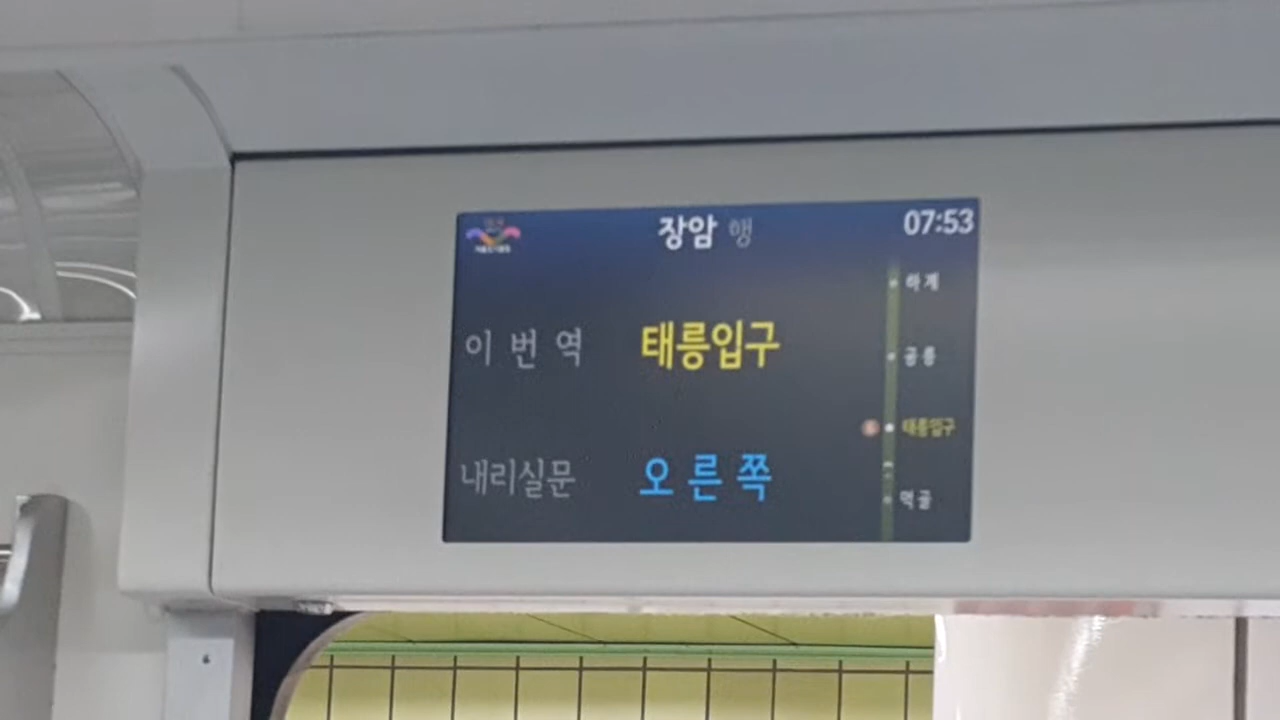 장암 행
07:53
이 번 역
태릉입구
내리실문
오 른 쪽
하계
공릉
6
태릉입구
먹골